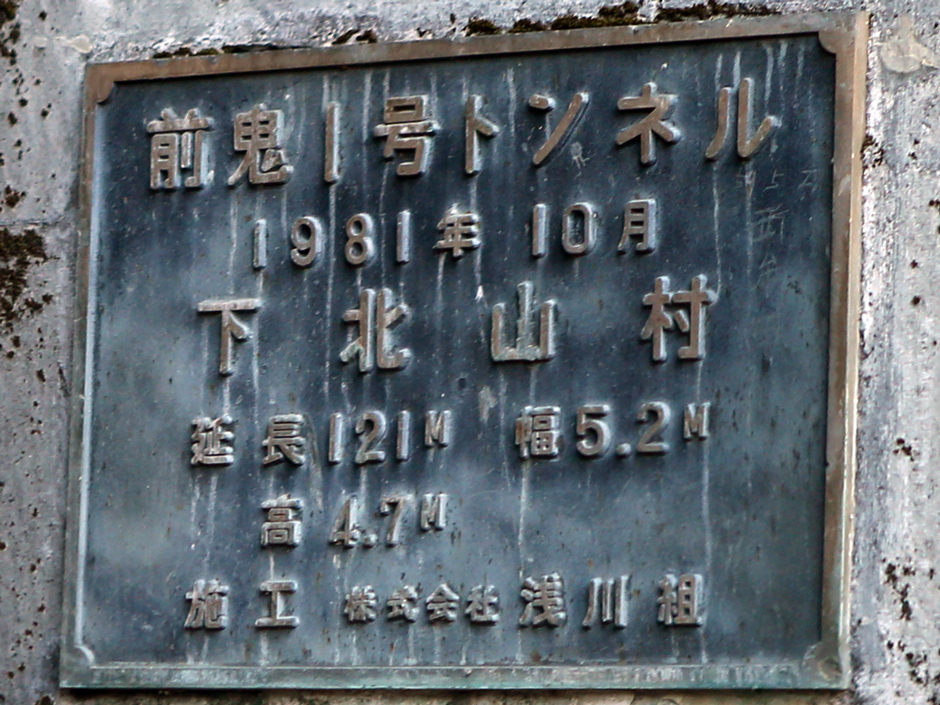 前鬼1号トンネル
1981年10月
下北山村
延長121M 幅5.2M
高4.7M
施工 株式会社浅川組